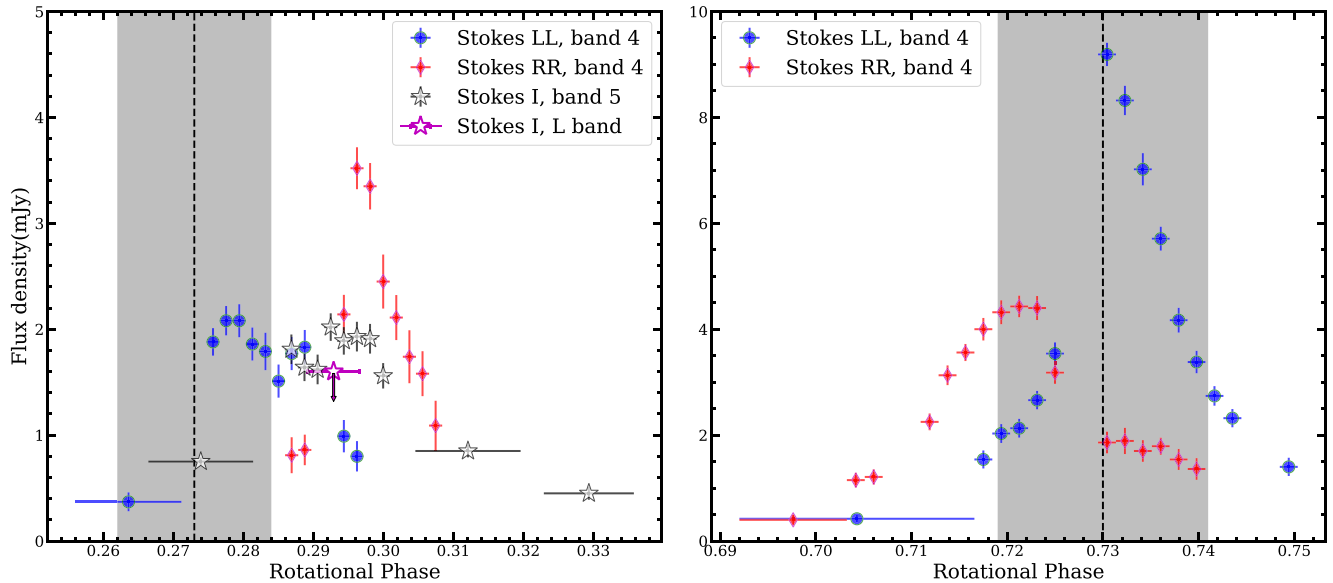 Stokes LL, band 4
Stokes RR, band 4
Stokes I, band 5
Stokes I, L band
Flux density(mJy)
5
4
3
2
1
0
0.26 0.27 0.28 0.29 0.30 0.31 0.32 0.33
Rotational Phase
Stokes LL, band 4
Stokes RR, band 4
10
8
6
4
2
0
0.69 0.70 0.71 0.72 0.73 0.74 0.75
Rotational Phase